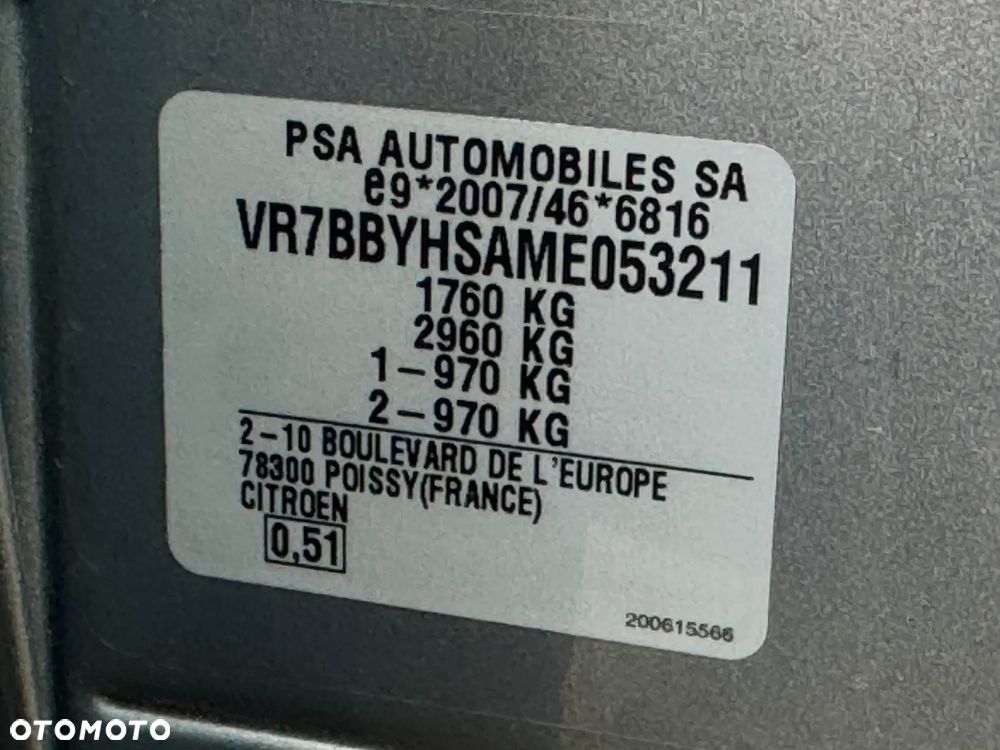 PSA AUTOMOBILES SA
e9*2007/46*6816
VR7BBYHSAME053211
1760 KG
2960 KG
1-970 KG
2-970 KG
2-10 BOULEVARD DE L'EUROPE
78300 POISSY(FRANCE)
CITROEN
0,51
200615566
OTOMOTO